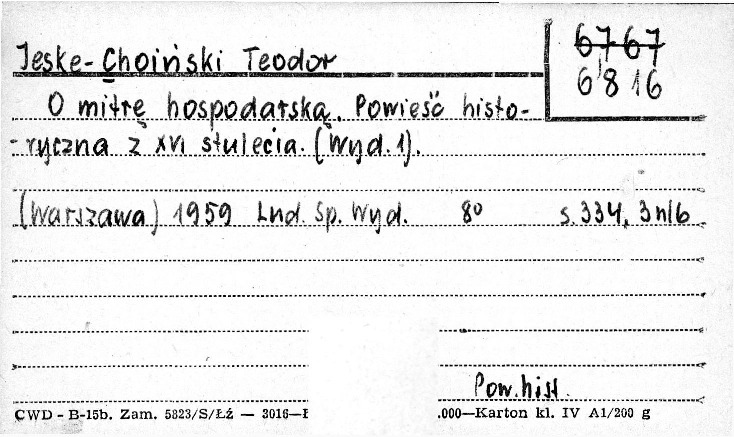 Jeske-Choiński Teodor
6767
6816
O mitrę hospodarską. Powieść histo-
-ryczna z XVI stulecia. (Wyd. 1).
(Warszawa) 1959 Lud. Sp. Wyd. 8⁰ s. 334, 3 nlb
Pow. hist.
CWD - B-15b. Zam. 5823/S/Łź — 3016— .000—Karton kl. IV A1/200 g